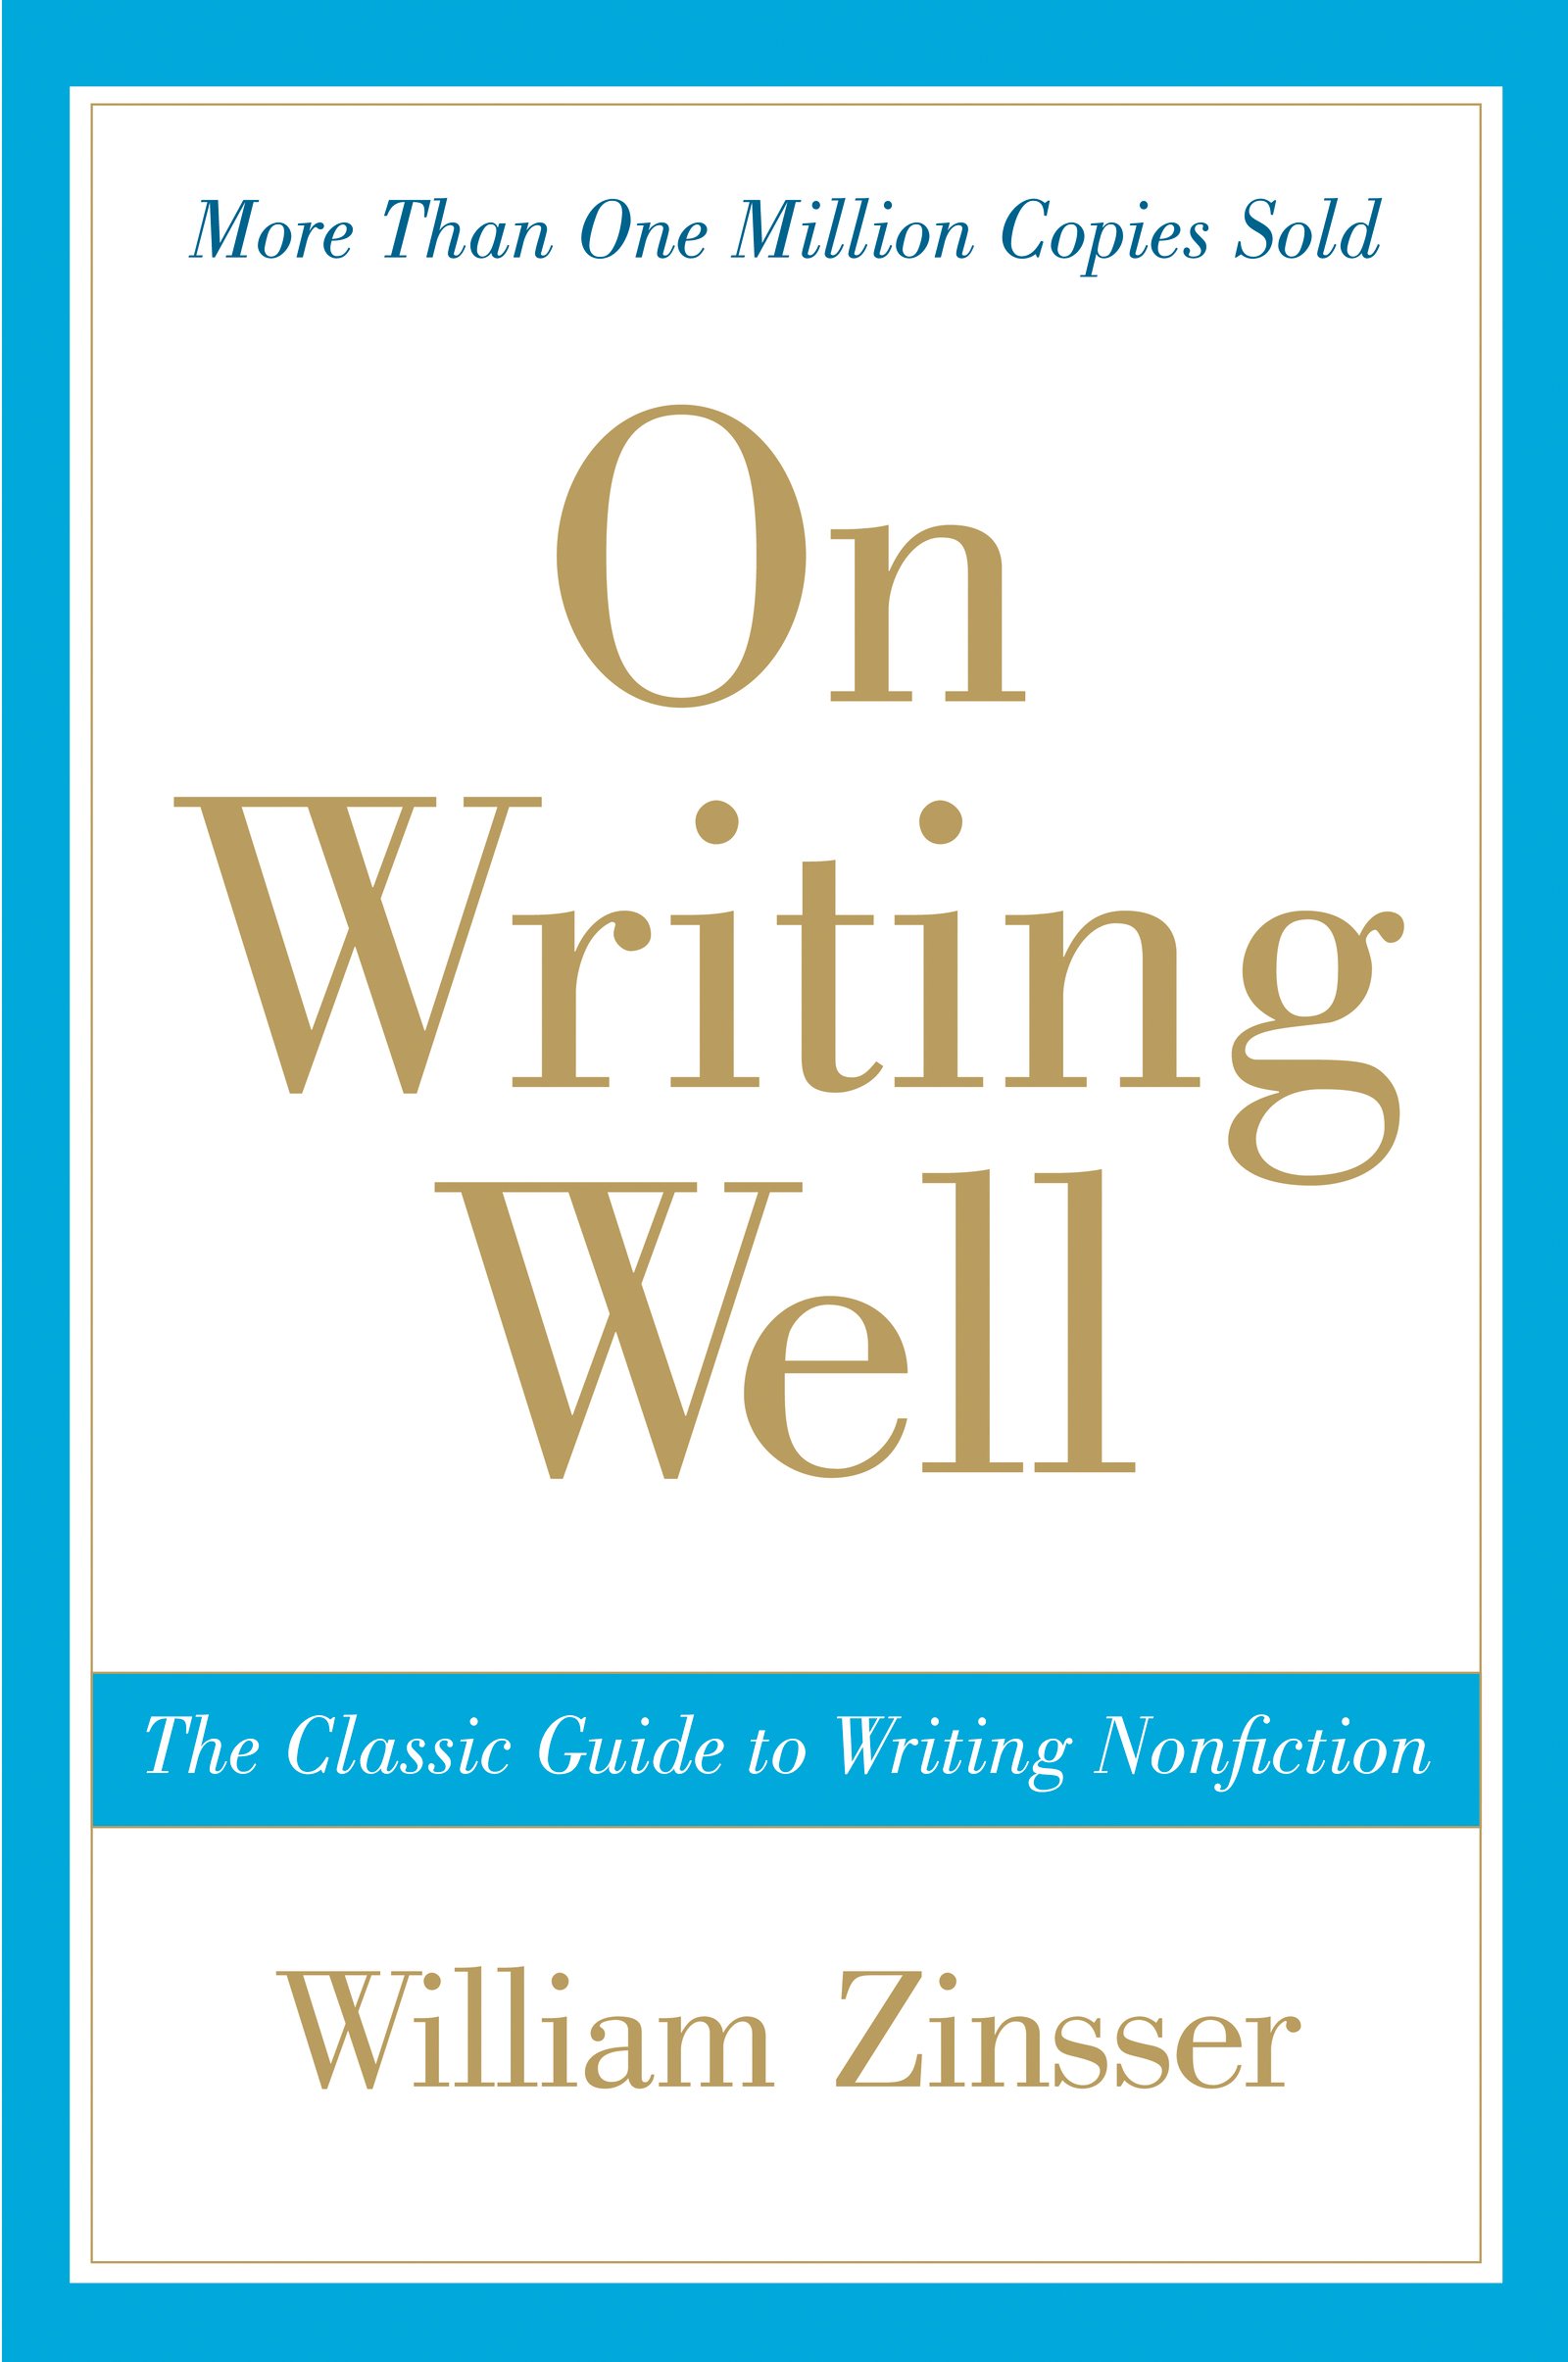 More Than One Million Copies Sold
On
Writing
Well
The Classic Guide to Writing Nonfiction
William Zinsser